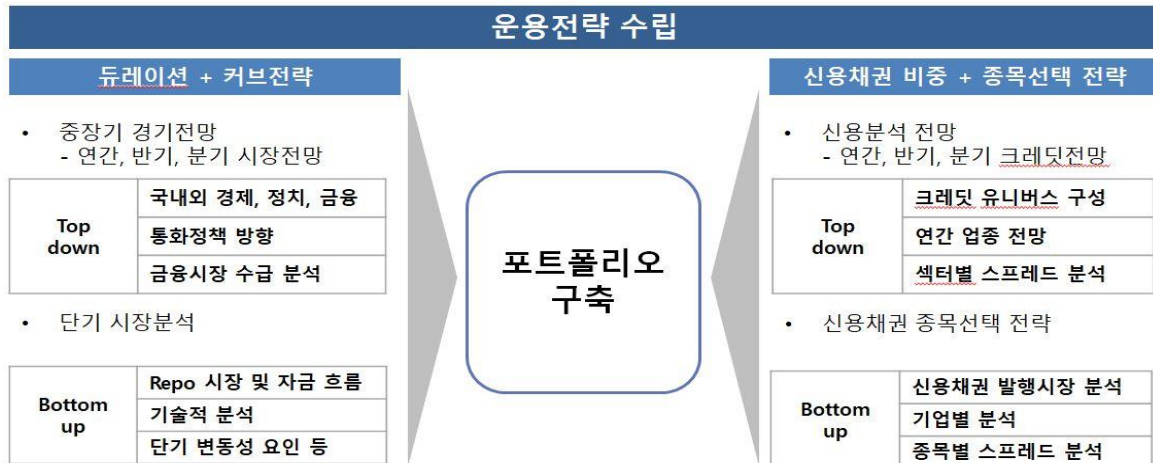 운용전략 수립
듀레이션 + 커브전략
• 중장기 경기전망
- 연간, 반기, 분기 시장전망
Top
down
국내외 경제, 정치, 금융
통화정책 방향
금융시장 수급 분석
• 단기 시장분석
Bottom
up
Repo 시장 및 자금 흐름
기술적 분석
단기 변동성 요인 등
포트폴리오
구축
신용채권 비중 + 종목선택 전략
• 신용분석 전망
- 연간, 반기, 분기 크레딧전망
Top
down
크레딧 유니버스 구성
연간 업종 전망
섹터별 스프레드 분석
• 신용채권 종목선택 전략
Bottom
up
신용채권 발행시장 분석
기업별 분석
종목별 스프레드 분석